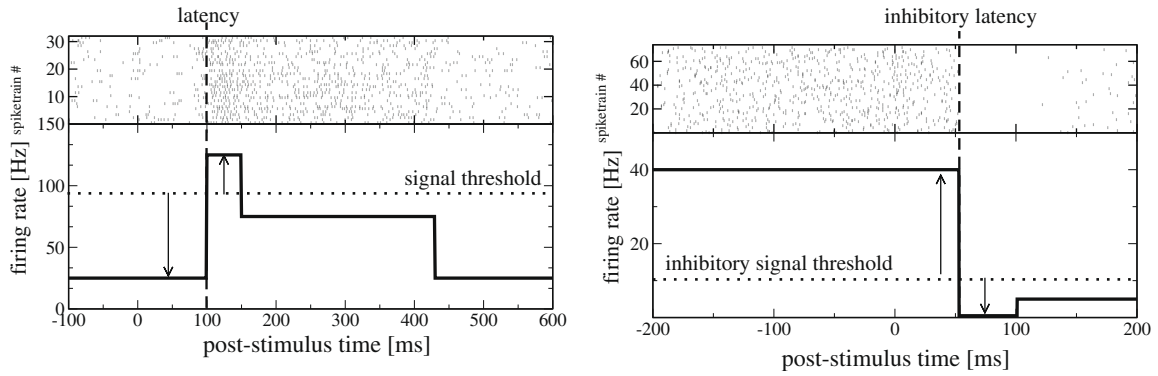 latency
spiketrain #
30
20
10
150
100
50
0
firing rate [Hz]
signal threshold
-100 0 100 200 300 400 500 600
post-stimulus time [ms]
inhibitory latency
spiketrain #
60
40
20
40
20
firing rate [Hz]
inhibitory signal threshold
-200 -100 0 100 200
post-stimulus time [ms]